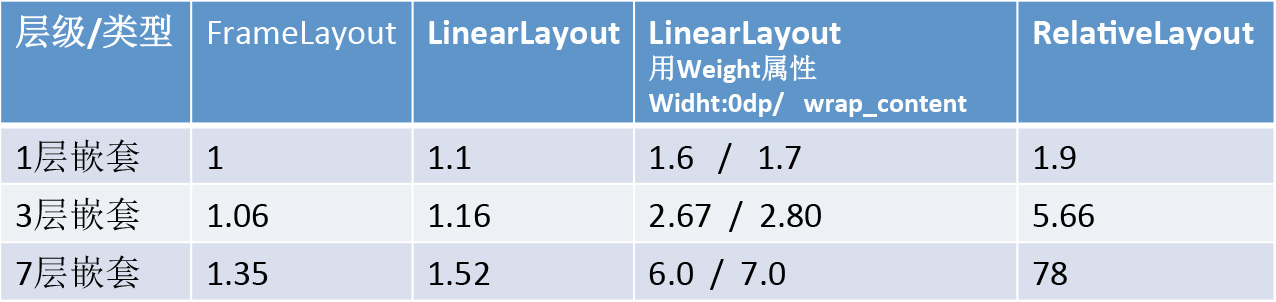 层级/类型 FrameLayout LinearLayout LinearLayout RelativeLayout
用Weight属性
Widht:0dp/ wrap_content
1层嵌套 1 1.1 1.6 / 1.7 1.9
3层嵌套 1.06 1.16 2.67 / 2.80 5.66
7层嵌套 1.35 1.52 6.0 / 7.0 78